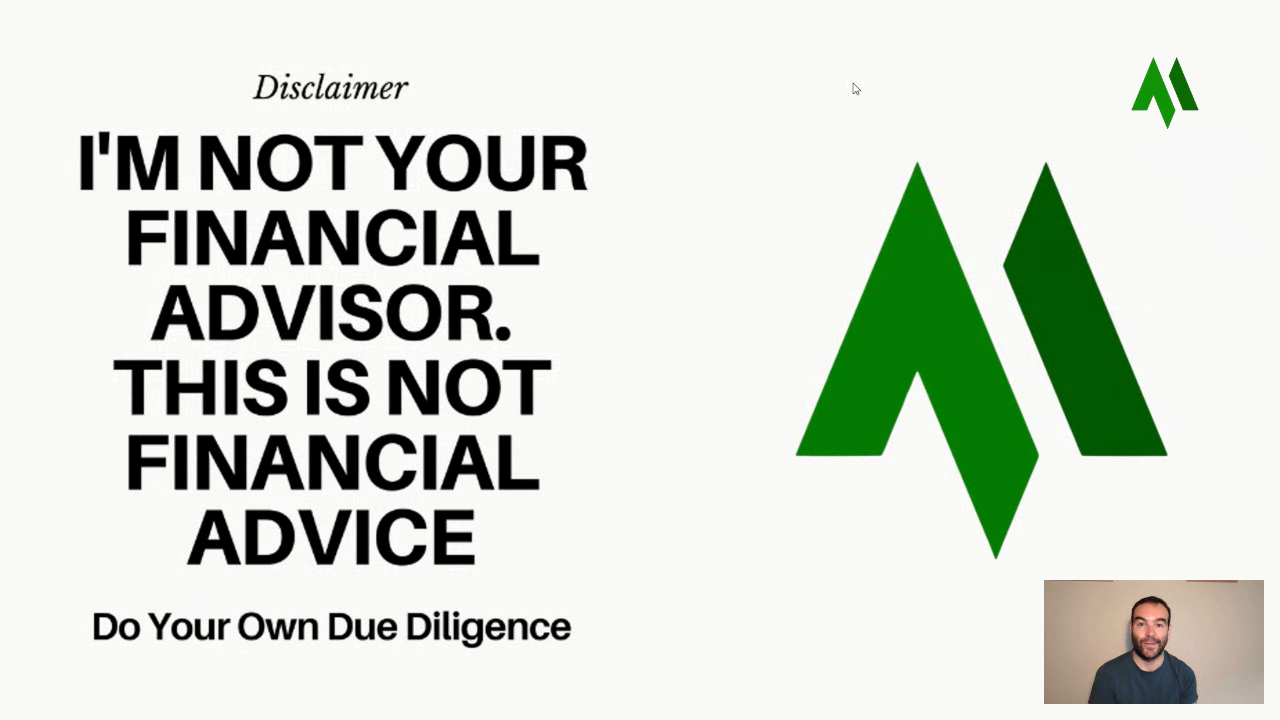 Disclaimer
I'M NOT YOUR
FINANCIAL
ADVISOR.
THIS IS NOT
FINANCIAL
ADVICE
Do Your Own Due Diligence